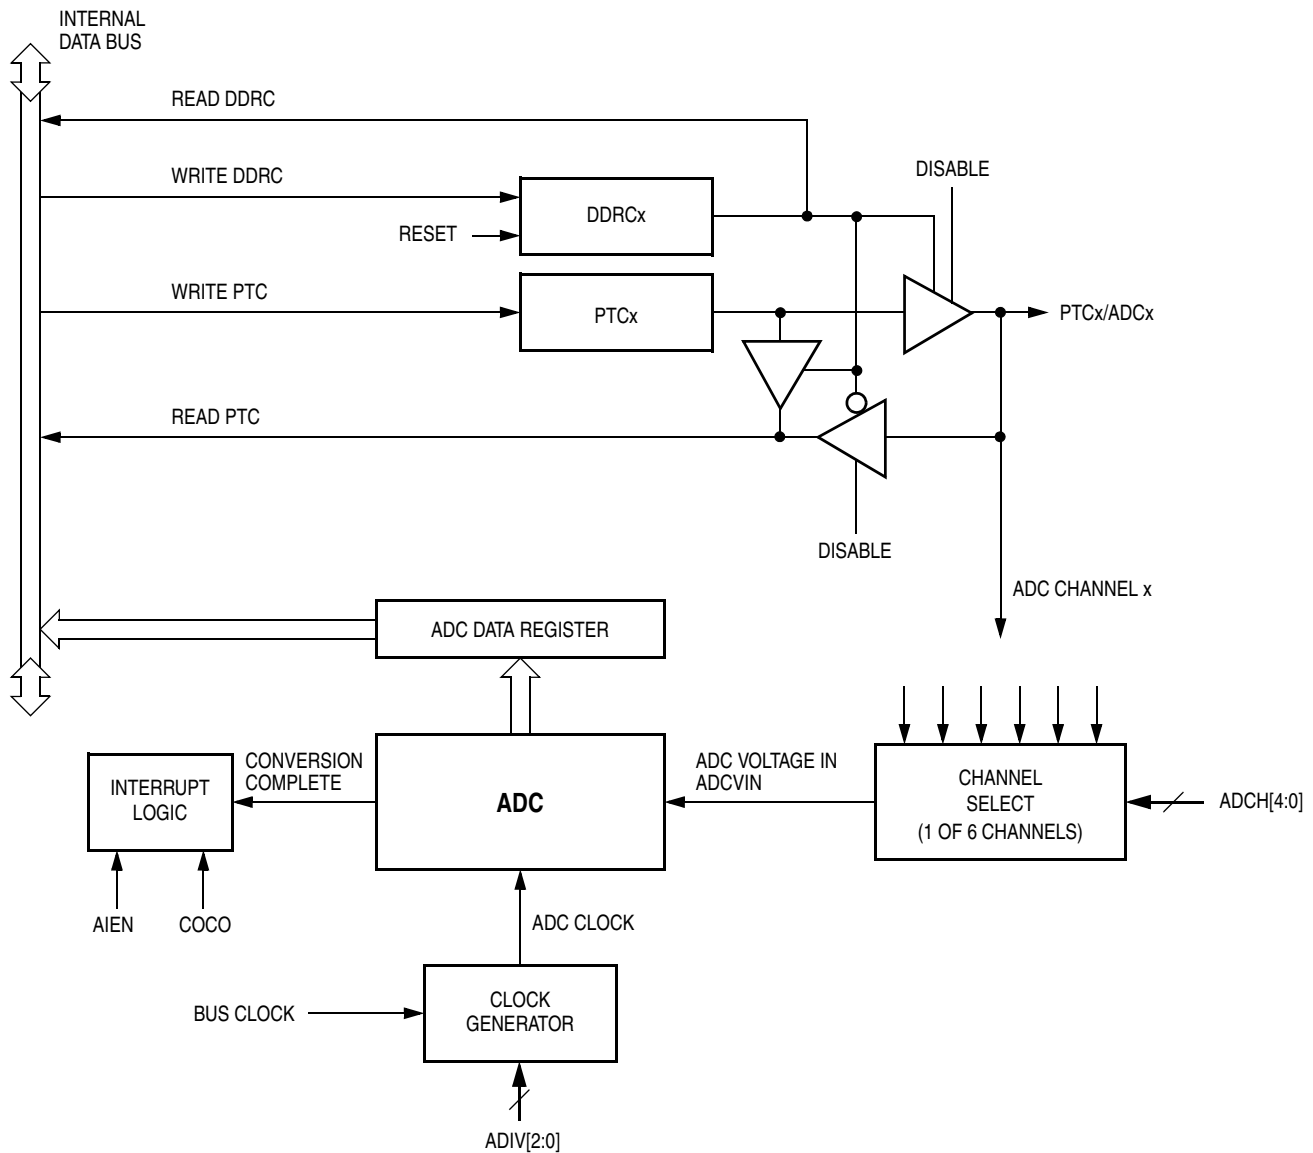 INTERNAL
DATA BUS
READ DDRC
WRITE DDRC
DISABLE
DDRCx
RESET
WRITE PTC
PTCx
PTCx/ADCx
READ PTC
DISABLE
ADC CHANNEL x
ADC DATA REGISTER
INTERRUPT
LOGIC
CONVERSION
COMPLETE
ADC
ADC VOLTAGE IN
ADCVIN
CHANNEL
SELECT
(1 OF 6 CHANNELS)
ADCH[4:0]
AIEN
COCO
ADC CLOCK
BUS CLOCK
CLOCK
GENERATOR
ADIV[2:0]